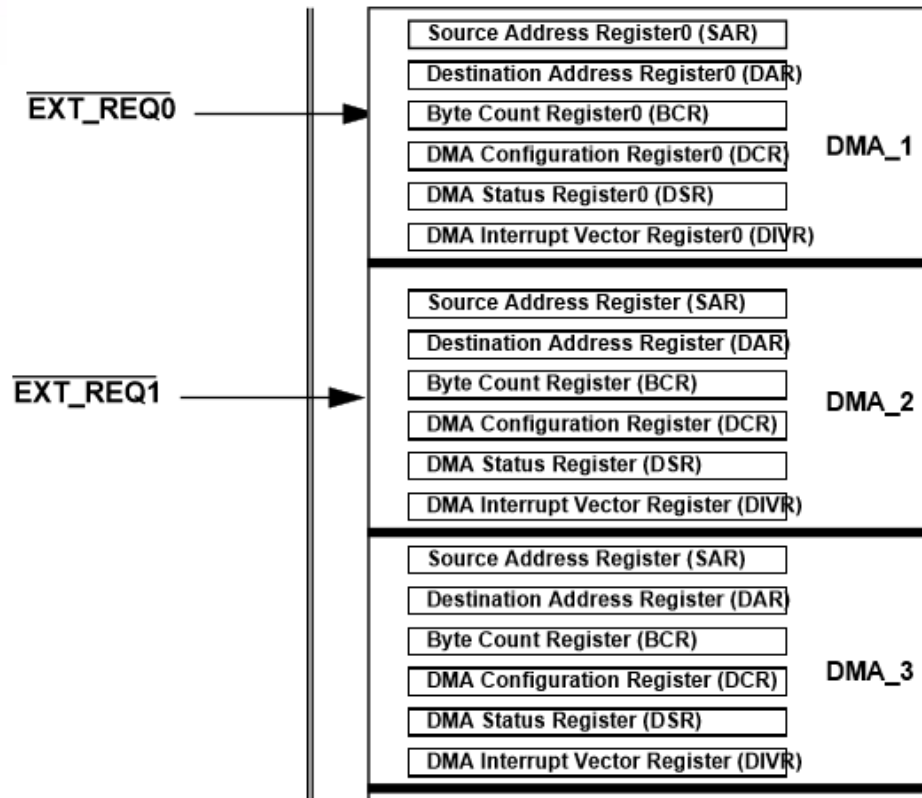 Source Address Register0 (SAR)
Destination Address Register0 (DAR)
EXT_REQ0
Byte Count Register0 (BCR)
DMA_1
DMA Configuration Register0 (DCR)
DMA Status Register0 (DSR)
DMA Interrupt Vector Register0 (DIVR)
Source Address Register (SAR)
Destination Address Register (DAR)
EXT_REQ1
Byte Count Register (BCR)
DMA_2
DMA Configuration Register (DCR)
DMA Status Register (DSR)
DMA Interrupt Vector Register (DIVR)
Source Address Register (SAR)
Destination Address Register (DAR)
Byte Count Register (BCR)
DMA_3
DMA Configuration Register (DCR)
DMA Status Register (DSR)
DMA Interrupt Vector Register (DIVR)